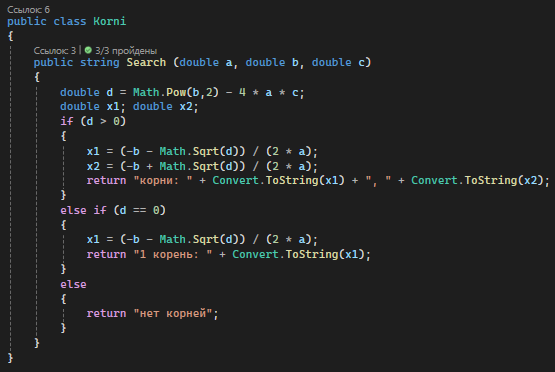 Ссылок: 6
public class Korni
{
Ссылок: 3 | 3/3 пройдены
public string Search (double a, double b, double c)
{
double d = Math.Pow(b,2) - 4 * a * c;
double x1; double x2;
if (d > 0)
{
x1 = (-b - Math.Sqrt(d)) / (2 * a);
x2 = (-b + Math.Sqrt(d)) / (2 * a);
return "корни: " + Convert.ToString(x1) + ", " + Convert.ToString(x2);
}
else if (d == 0)
{
x1 = (-b - Math.Sqrt(d)) / (2 * a);
return "1 корень: " + Convert.ToString(x1);
}
else
{
return "нет корней";
}
}
}